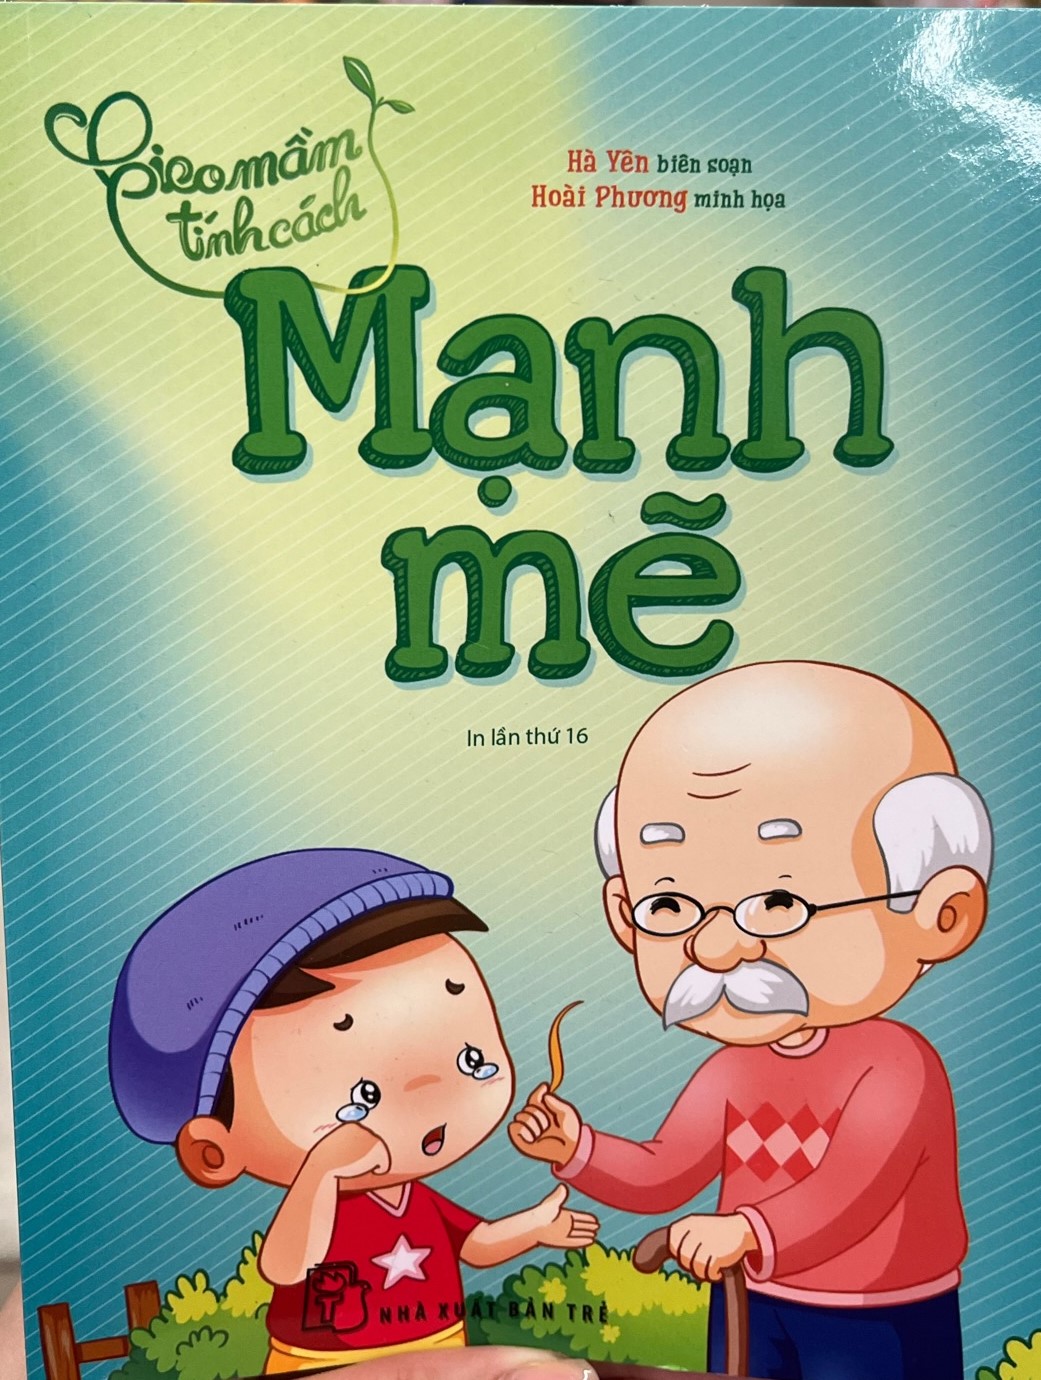 Gieo mầm
tính cách
Hà Yên biên soạn
Hoài Phương minh họa
Mạnh
mẽ
In lần thứ 16
NHÀ XUẤT BẢN TRẺ